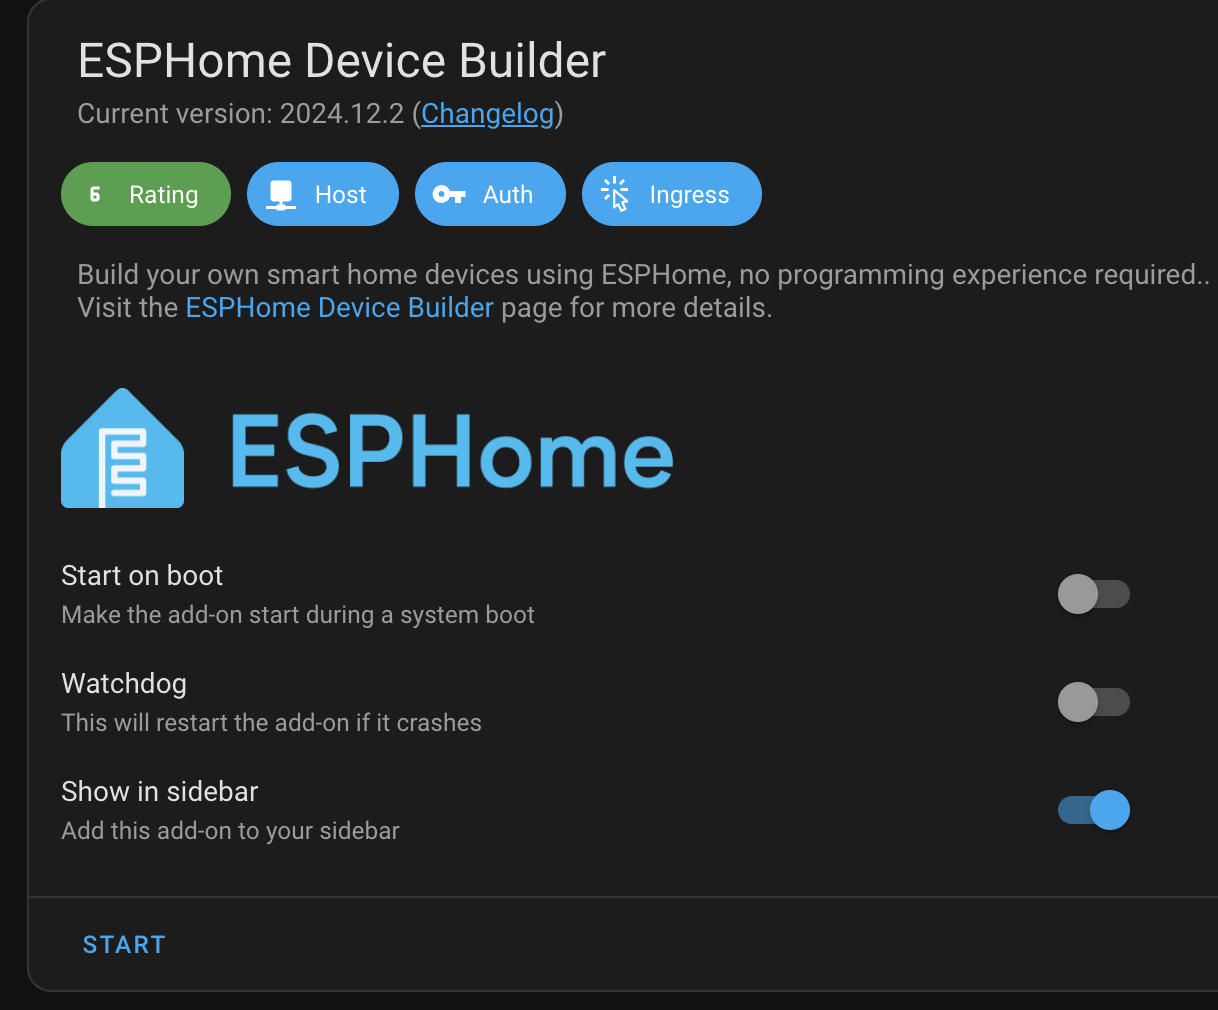 ESPHome Device Builder
Current version: 2024.12.2 (Changelog)
6 Rating Host Auth Ingress
Build your own smart home devices using ESPHome, no programming experience required..
Visit the ESPHome Device Builder page for more details.
ESPHome
Start on boot
Make the add-on start during a system boot
Watchdog
This will restart the add-on if it crashes
Show in sidebar
Add this add-on to your sidebar
START